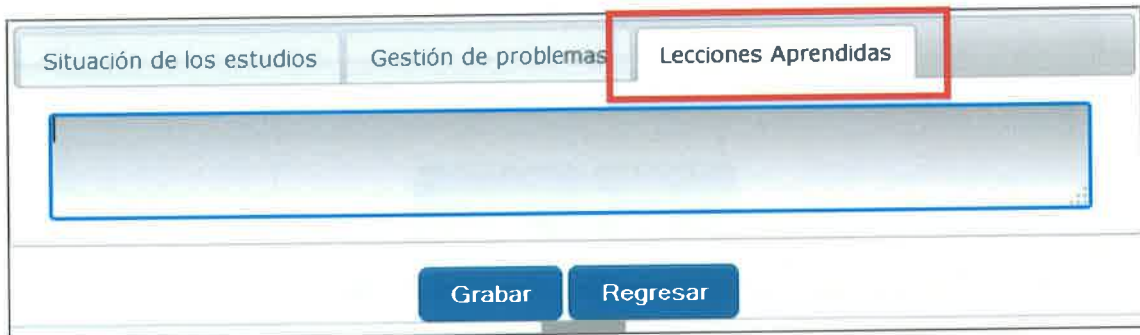 Situación de los estudios Gestión de problemas Lecciones Aprendidas
Grabar Regresar